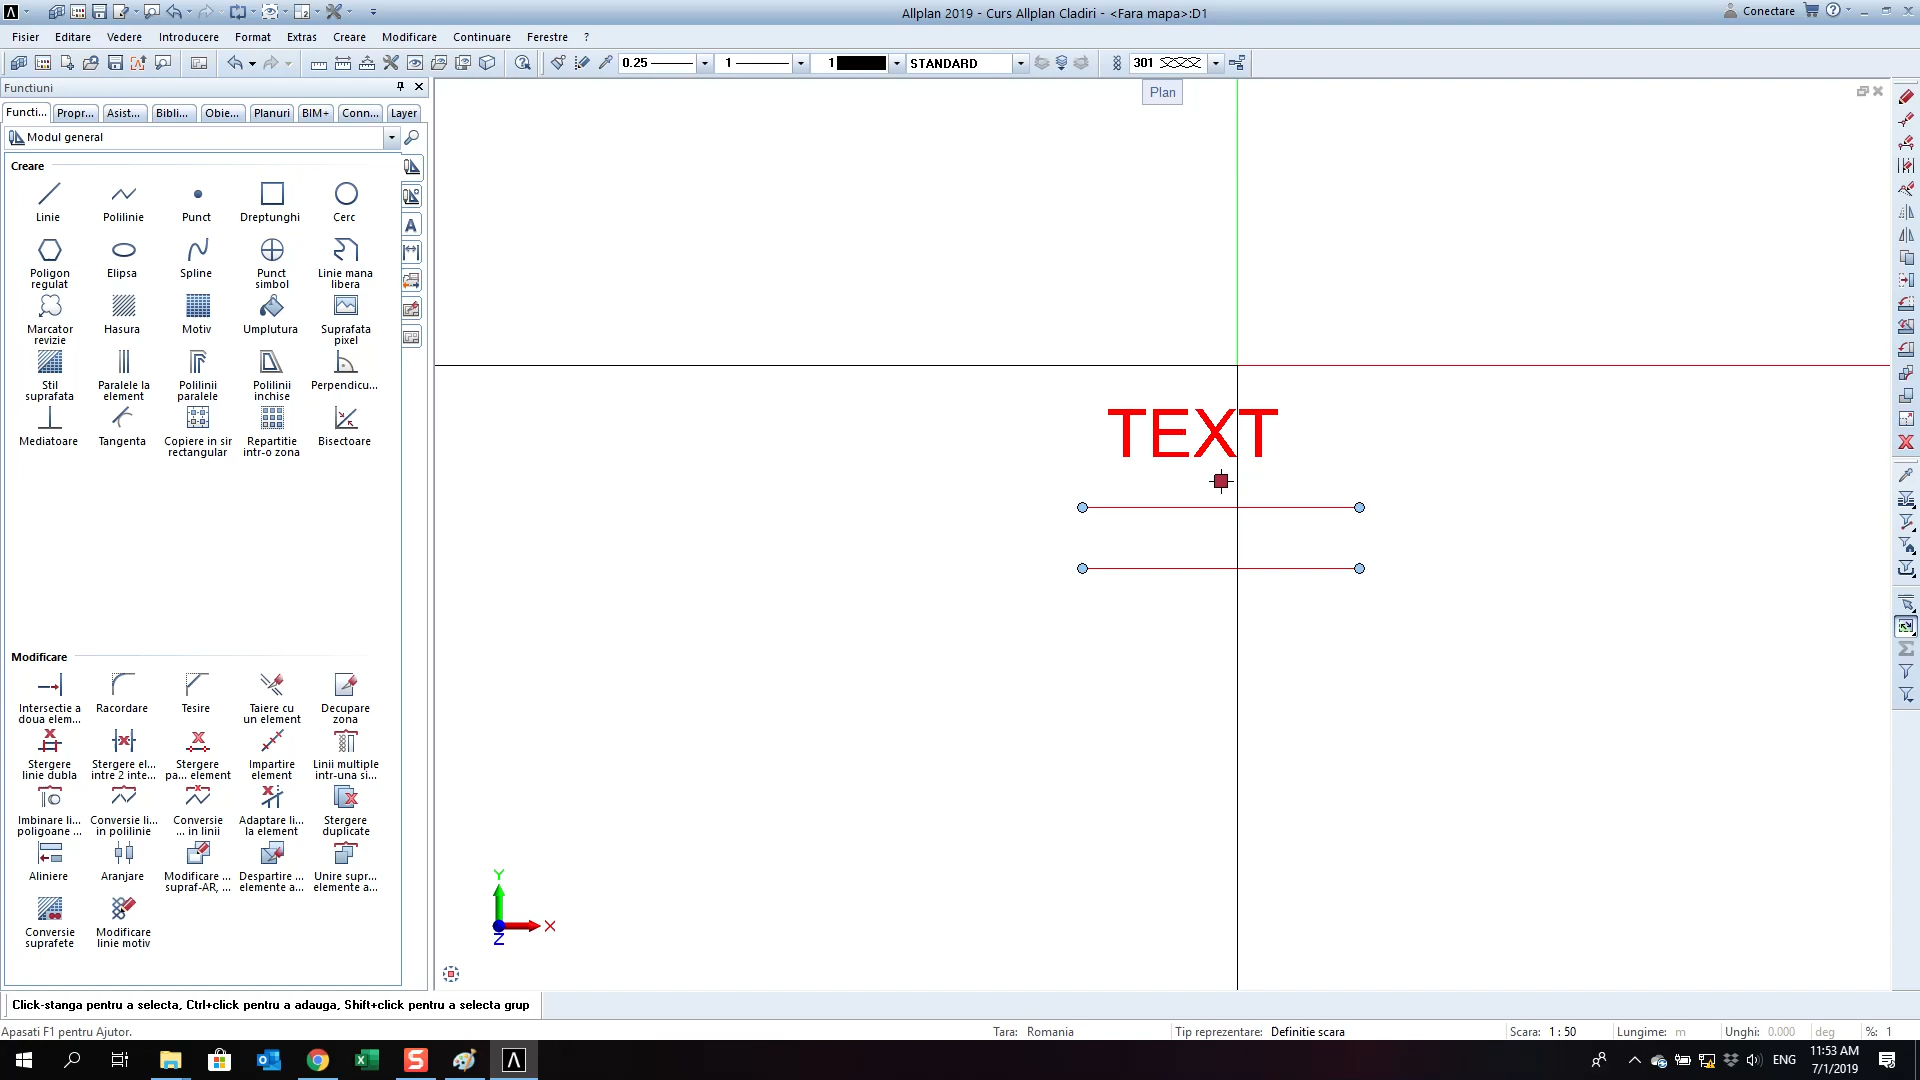 Allplan 2019 - Curs Allplan Cladiri - <Fara mapa>:D1
Conectare
Fisier Editare Vedere Introducere Format Extras Creare Modificare Continuare Ferestre ?
0.25 1 1 STANDARD 301
Functiuni
Functi... Propr... Asist... Bibli... Obie... Planuri BIM+ Conn... Layer
Modul general
Creare
Linie Polilinie Punct Dreptunghi Cerc
Poligon regulat Elipsa Spline Punct simbol Linie mana libera
Marcator revizie Hasura Motiv Umplutura Suprafata pixel
Stil suprafata Paralele la element Polilinii paralele Polilinii inchise Perpendicu...
Mediatoare Tangenta Copiere in sir rectangular Repartitie intr-o zona Bisectoare
Modificare
Intersectie a doua elem... Racordare Tesire Taiere cu un element Decupare zona
Stergere linie dubla Stergere el... intre 2 inte... Stergere pa... element Impartire element Linii multiple intr-una si...
Imbinare li... poligoane ... Conversie li... in polilinie Conversie ... in linii Adaptare li... la element Stergere duplicate
Aliniere Aranjare Modificare ... supraf-AR, ... Despartire ... elemente a... Unire supr... elemente a...
Conversie suprafete Modificare linie motiv
Plan
TEXT
Y
X
Z
Click-stanga pentru a selecta, Ctrl+click pentru a adauga, Shift+click pentru a selecta grup
Apasati F1 pentru Ajutor.
Tara: Romania Tip reprezentare: Definitie scara Scara: 1 : 50 Lungime: m Unghi: 0.000 deg %: 1
ENG
11:53 AM
7/1/2019